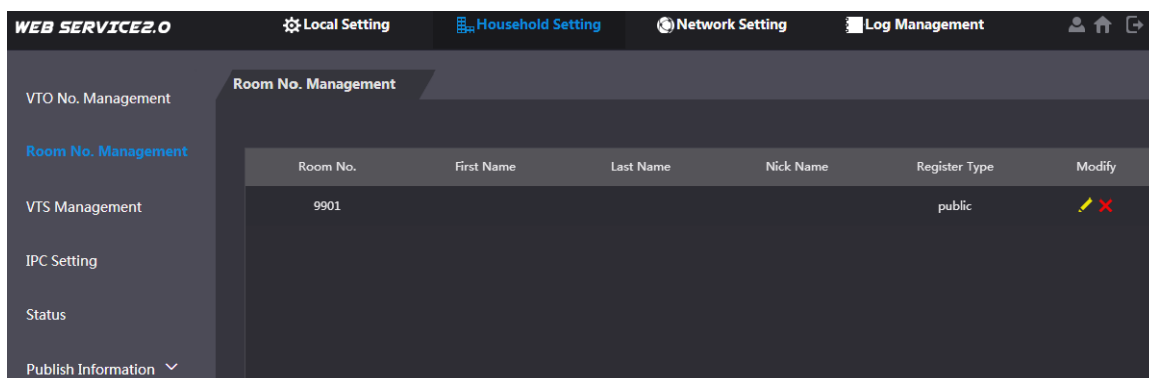 WEB SERVICE2.0 Local Setting Household Setting Network Setting Log Management
VTO No. Management
Room No. Management
VTS Management
IPC Setting
Status
Publish Information
Room No. Management
Room No. First Name Last Name Nick Name Register Type Modify
9901 public